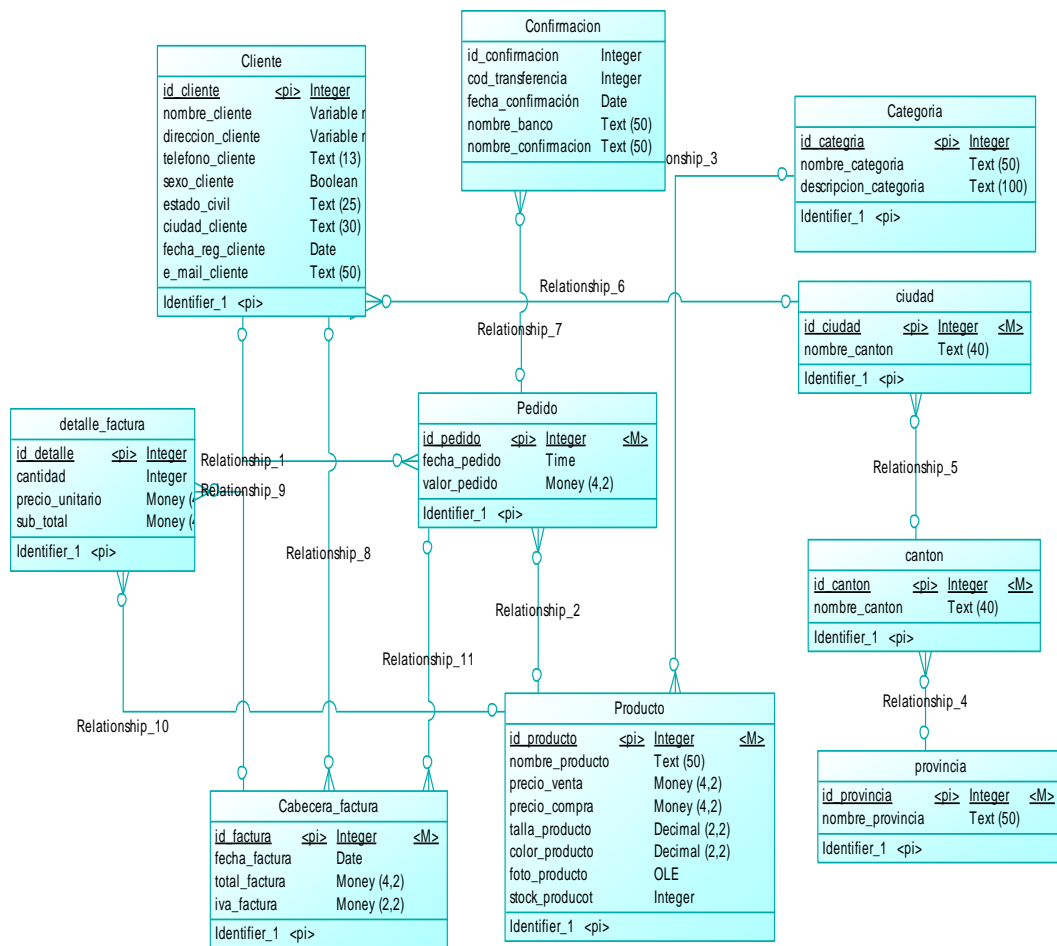 Cliente
id_cliente <pi> Integer
nombre_cliente Variable
direccion_cliente Variable
telefono_cliente Text (13)
sexo_cliente Boolean
estado_civil Text (25)
ciudad_cliente Text (30)
fecha_reg_cliente Date
e_mail_cliente Text (50)
Identifier_1 <pi>
Confirmacion
id_confirmacion Integer
cod_transferencia Integer
fecha_confirmación Date
nombre_banco Text (50)
nombre_confirmacion Text (50)
Categoria
id_categria <pi> Integer
nombre_categoria Text (50)
descripcion_categoria Text (100)
Identifier_1 <pi>
lationship_3
Relationship_6
Relationship_7
ciudad
id_ciudad <pi> Integer <M>
nombre_canton Text (40)
Identifier_1 <pi>
detalle_factura
id_detalle <pi> Integer
cantidad Integer
precio_unitario Money (
sub_total Money (
Identifier_1 <pi>
Relationship_1
Relationship_9
Pedido
id_pedido <pi> Integer <M>
fecha_pedido Time
valor_pedido Money (4,2)
Identifier_1 <pi>
Relationship_5
Relationship_8
canton
id_canton <pi> Integer <M>
nombre_canton Text (40)
Identifier_1 <pi>
Relationship_2
Relationship_11
Relationship_4
Relationship_10
Producto
id_producto <pi> Integer <M>
nombre_producto Text (50)
precio_venta Money (4,2)
precio_compra Money (4,2)
talla_producto Decimal (2,2)
color_producto Decimal (2,2)
foto_producto OLE
stock_producot Integer
Identifier_1 <pi>
provincia
id_provincia <pi> Integer <M>
nombre_provincia Text (50)
Identifier_1 <pi>
Cabecera_factura
id_factura <pi> Integer <M>
fecha_factura Date
total_factura Money (4,2)
iva_factura Money (2,2)
Identifier_1 <pi>